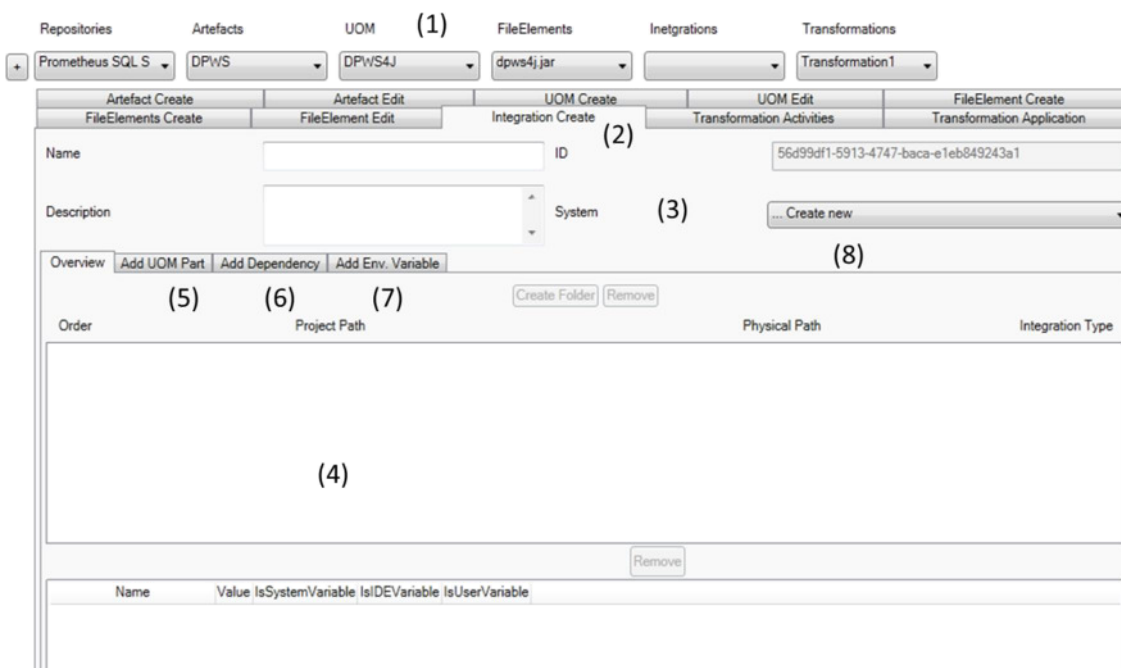 Repositories Artefacts UOM (1) FileElements Inetgrations Transformations
+ Prometheus SQL S DPWS DPWS4J dpws4j.jar Transformation1
Artefact Create Artefact Edit UOM Create UOM Edit FileElement Create
FileElements Create FileElement Edit Integration Create Transformation Activities Transformation Application
(2)
Name ID 56d99df1-5913-4747-baca-e1eb849243a1
Description System (3) ... Create new
Overview Add UOM Part Add Dependency Add Env. Variable (8)
(5) (6) (7) Create Folder Remove
Order Project Path Physical Path Integration Type
(4)
Remove
Name Value IsSystemVariable IsIDEVariable IsUserVariable